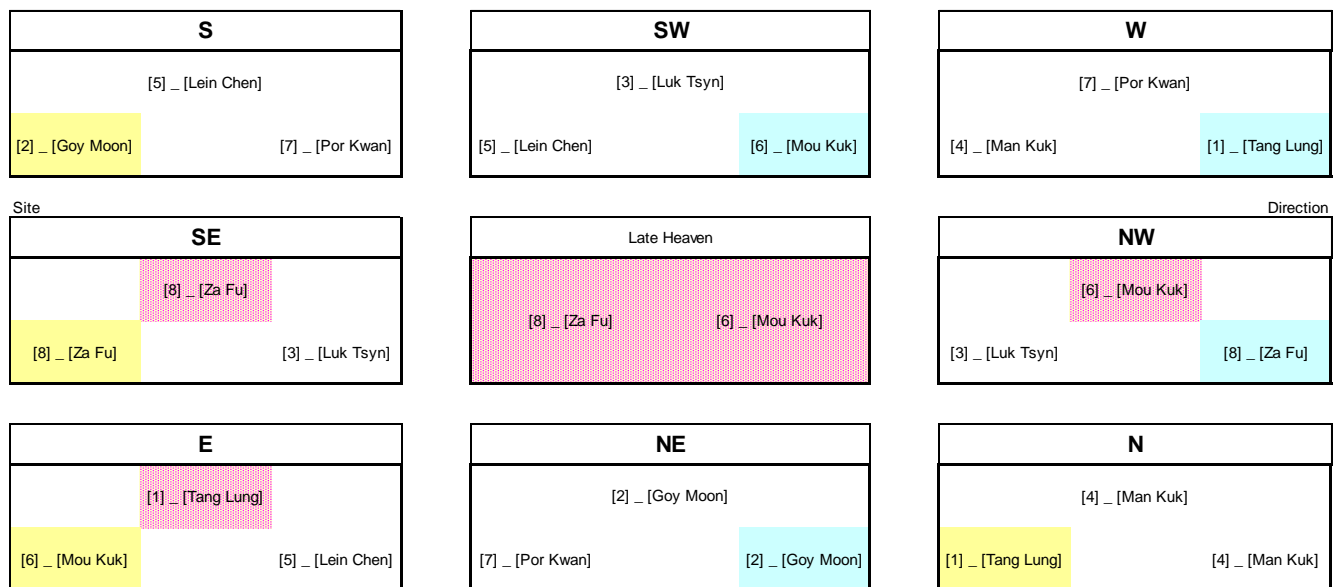 S
SW
W
[5] _ [Lein Chen]
[3] _ [Luk Tsyn]
[7] _ [Por Kwan]
[2] _ [Goy Moon]
[7] _ [Por Kwan]
[5] _ [Lein Chen]
[6] _ [Mou Kuk]
[4] _ [Man Kuk]
[1] _ [Tang Lung]
Site
Direction
SE
Late Heaven
NW
[8] _ [Za Fu]
[6] _ [Mou Kuk]
[8] _ [Za Fu]
[6] _ [Mou Kuk]
[8] _ [Za Fu]
[3] _ [Luk Tsyn]
[3] _ [Luk Tsyn]
[8] _ [Za Fu]
E
NE
N
[1] _ [Tang Lung]
[2] _ [Goy Moon]
[4] _ [Man Kuk]
[6] _ [Mou Kuk]
[5] _ [Lein Chen]
[7] _ [Por Kwan]
[2] _ [Goy Moon]
[1] _ [Tang Lung]
[4] _ [Man Kuk]